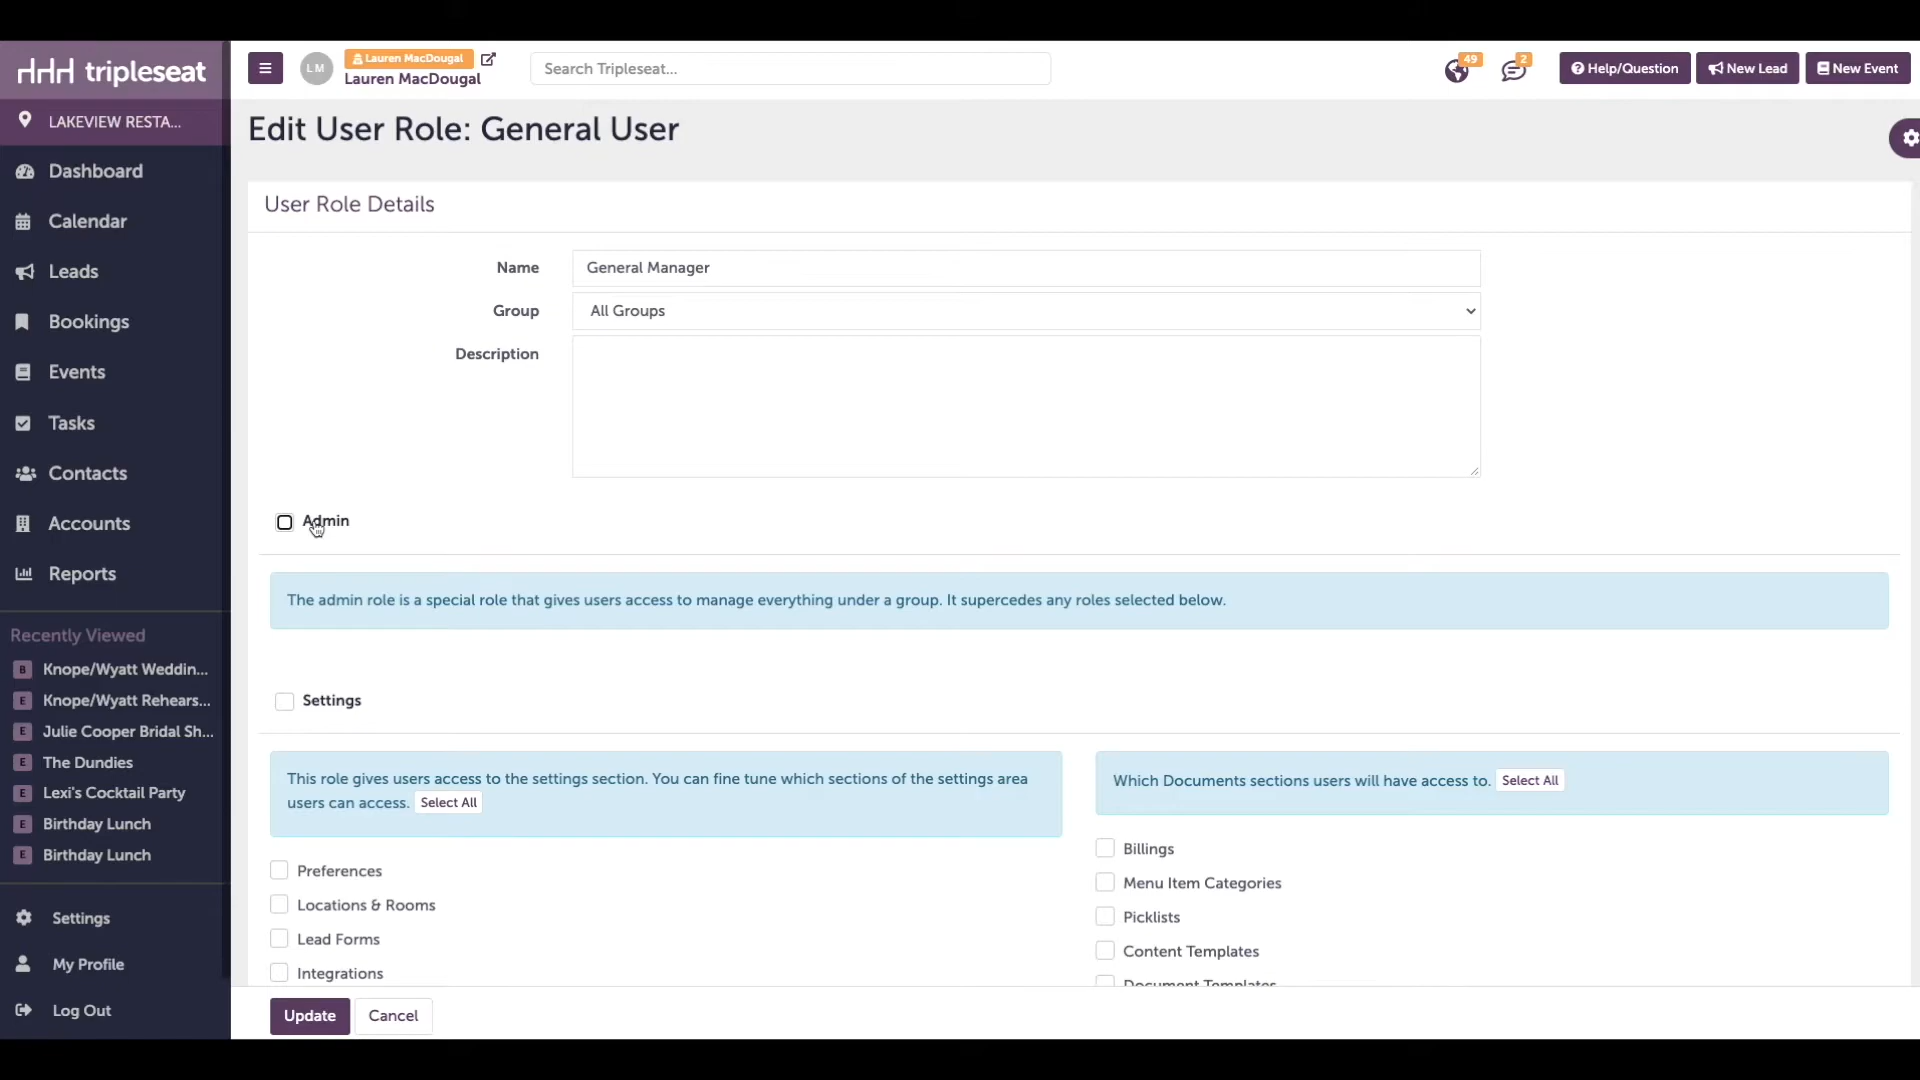 tripleseat
LM
Lauren MacDougal
Lauren MacDougal
Search Tripleseat...
49
2
Help/Question
New Lead
New Event
LAKEVIEW RESTA...
Dashboard
Calendar
Leads
Bookings
Events
Tasks
Contacts
Accounts
Reports
Recently Viewed
B Knope/Wyatt Weddin...
E Knope/Wyatt Rehears...
E Julie Cooper Bridal Sh...
E The Dundies
E Lexi's Cocktail Party
E Birthday Lunch
E Birthday Lunch
Settings
My Profile
Log Out
Edit User Role: General User
User Role Details
Name
General Manager
Group
All Groups
Description
Admin
The admin role is a special role that gives users access to manage everything under a group. It supercedes any roles selected below.
Settings
This role gives users access to the settings section. You can fine tune which sections of the settings area
users can access. Select All
Preferences
Locations & Rooms
Lead Forms
Integrations
Which Documents sections users will have access to. Select All
Billings
Menu Item Categories
Picklists
Content Templates
Document Templates
Update
Cancel